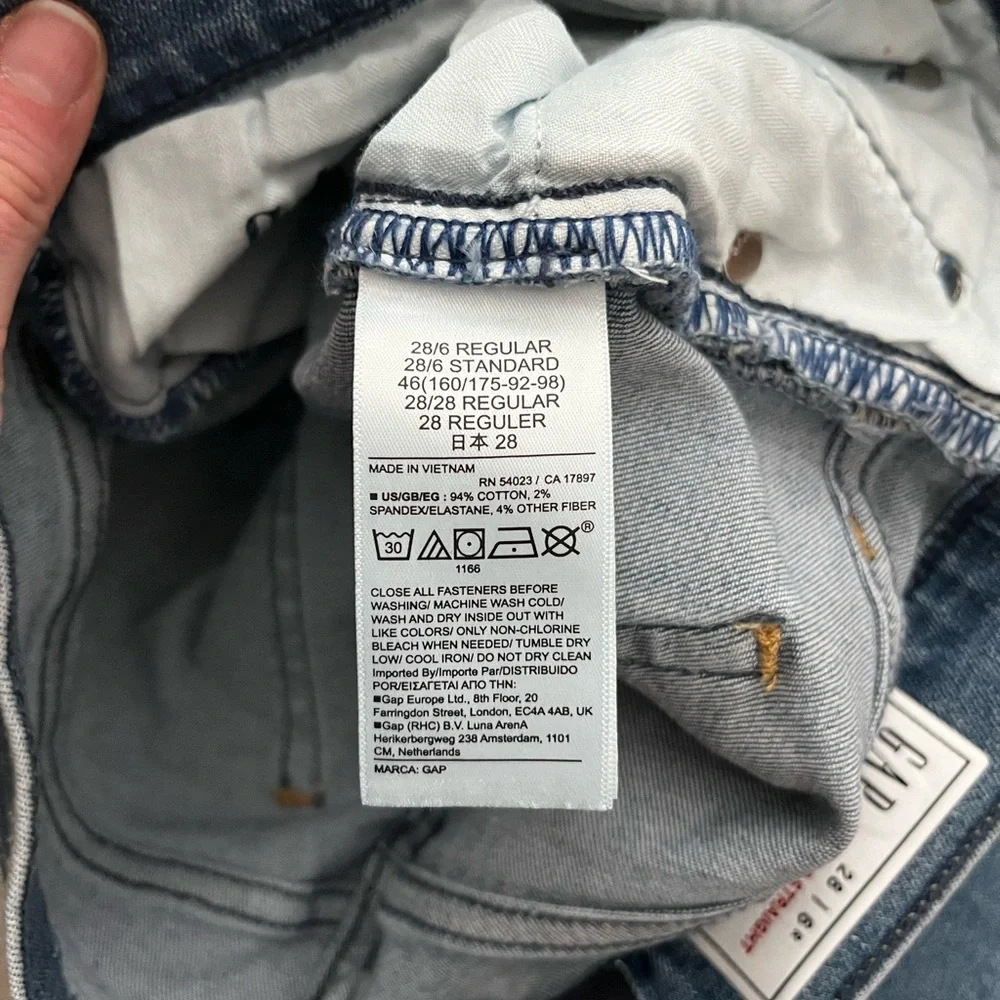 28/6 REGULAR
28/6 STANDARD
46(160/175-92-98)
28/28 REGULAR
28 REGULER
日本 28
MADE IN VIETNAM
RN 54023 / CA 17897
■ US/GB/EG : 94% COTTON, 2%
SPANDEX/ELASTANE, 4% OTHER FIBER
30
®
1166
CLOSE ALL FASTENERS BEFORE
WASHING/ MACHINE WASH COLD/
WASH AND DRY INSIDE OUT WITH
LIKE COLORS/ ONLY NON-CHLORINE
BLEACH WHEN NEEDED/ TUMBLE DRY
LOW/ COOL IRON/ DO NOT DRY CLEAN
Imported By/Importe Par/DISTRIBUIDO
POR/ΕΙΣΑΓΕΤΑΙ ΑΠΟ ΤΗΝ:
■Gap Europe Ltd., 8th Floor, 20
Farringdon Street, London, EC4A 4AB, UK
■Gap (RHC) B.V. Luna ArenA
Herikerbergweg 238 Amsterdam, 1101
CM, Netherlands
MARCA: GAP
GAP
STRAIGHT
28 / 6R